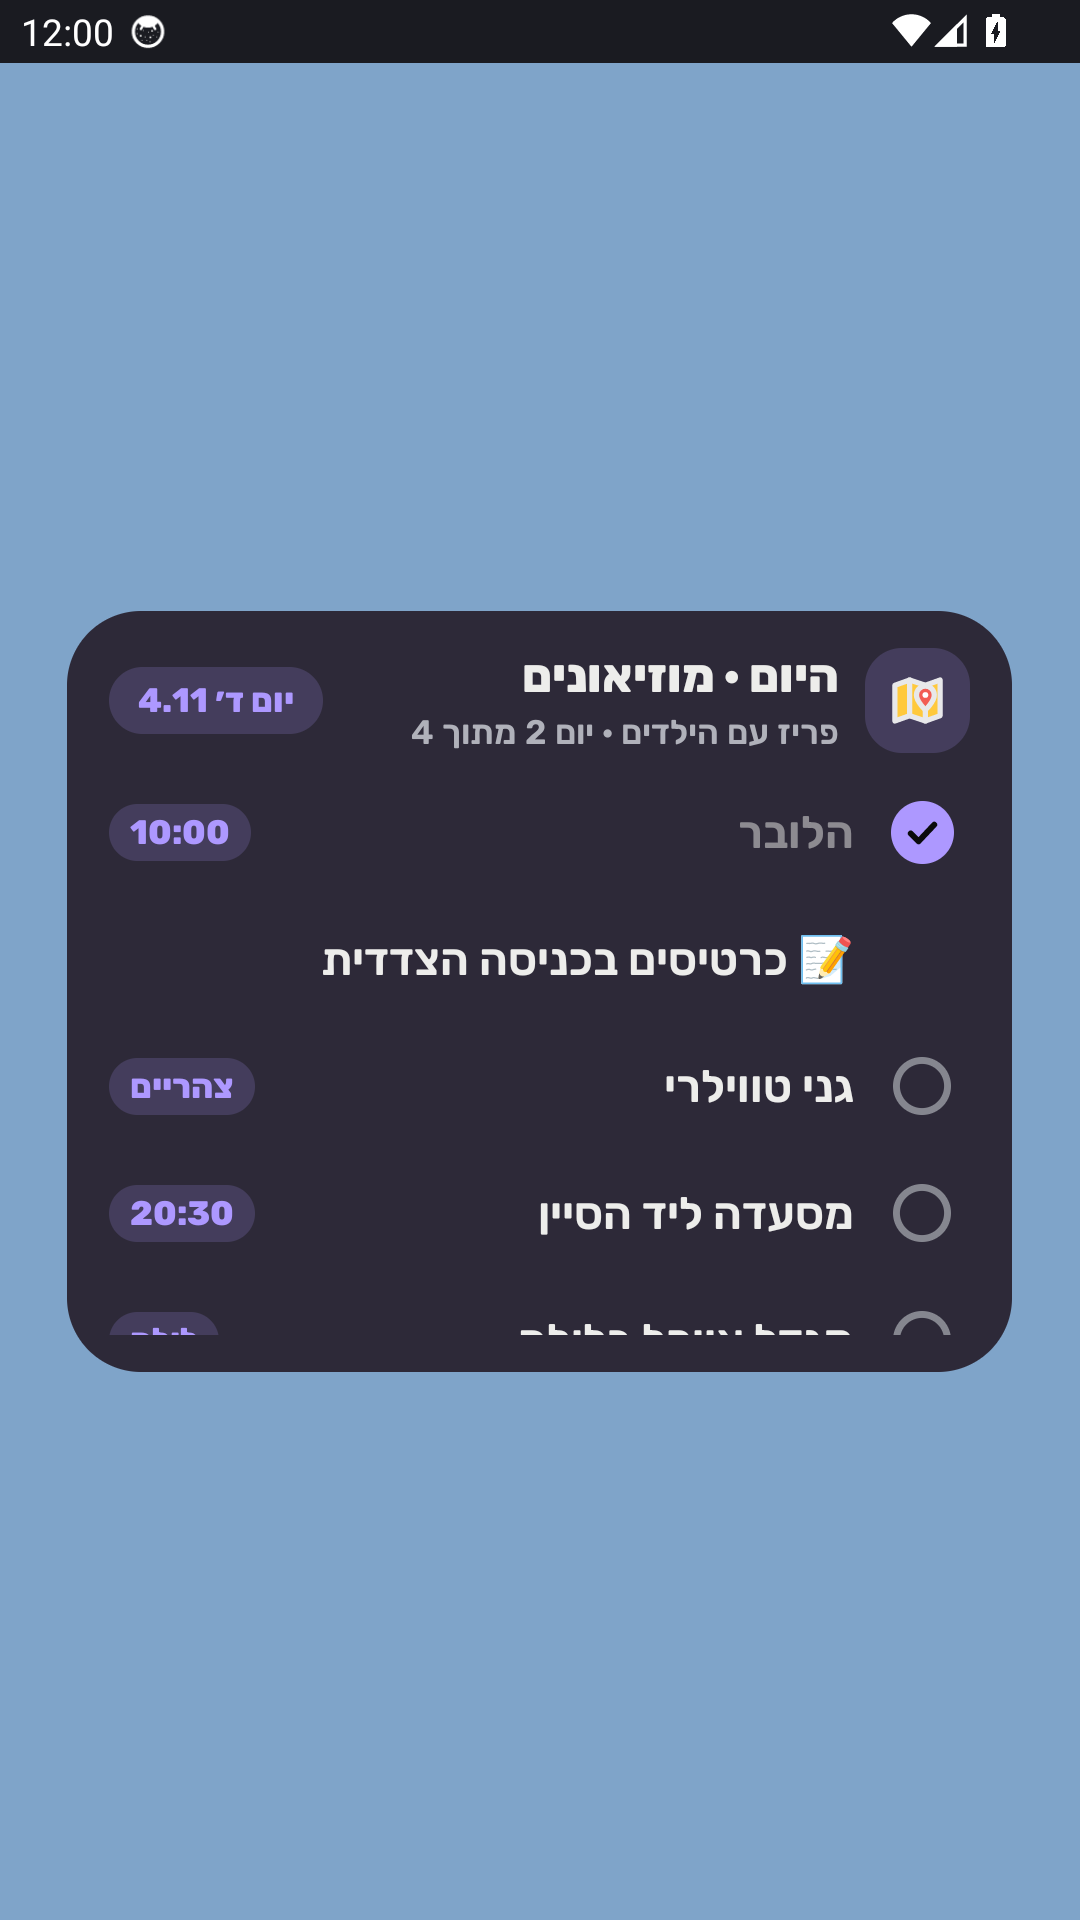 12:00
היום • מוזיאונים
פריז עם הילדים • יום 2 מתוך 4
יום ד׳ 4.11
הלובר
10:00
📝 כרטיסים בכניסה הצדדית
גני טווילרי
צהריים
מסעדה ליד הסיין
20:30